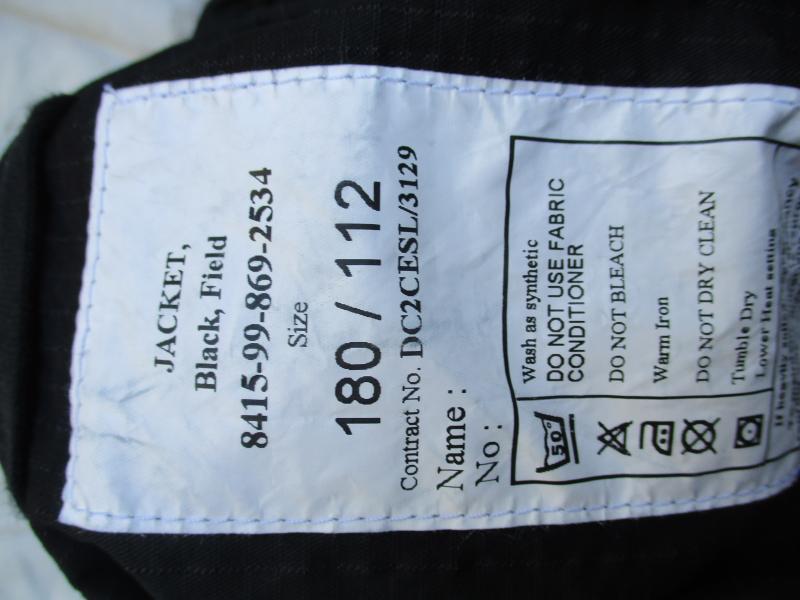 JACKET,
Black, Field
8415-99-869-2534
Size
180 / 112
Contract No. DC2CESL/3129
Name :
No :
Wash as synthetic
DO NOT USE FABRIC
CONDITIONER
50°
DO NOT BLEACH
Warm Iron
DO NOT DRY CLEAN
Tumble Dry
Lower Heat setting
If heavily